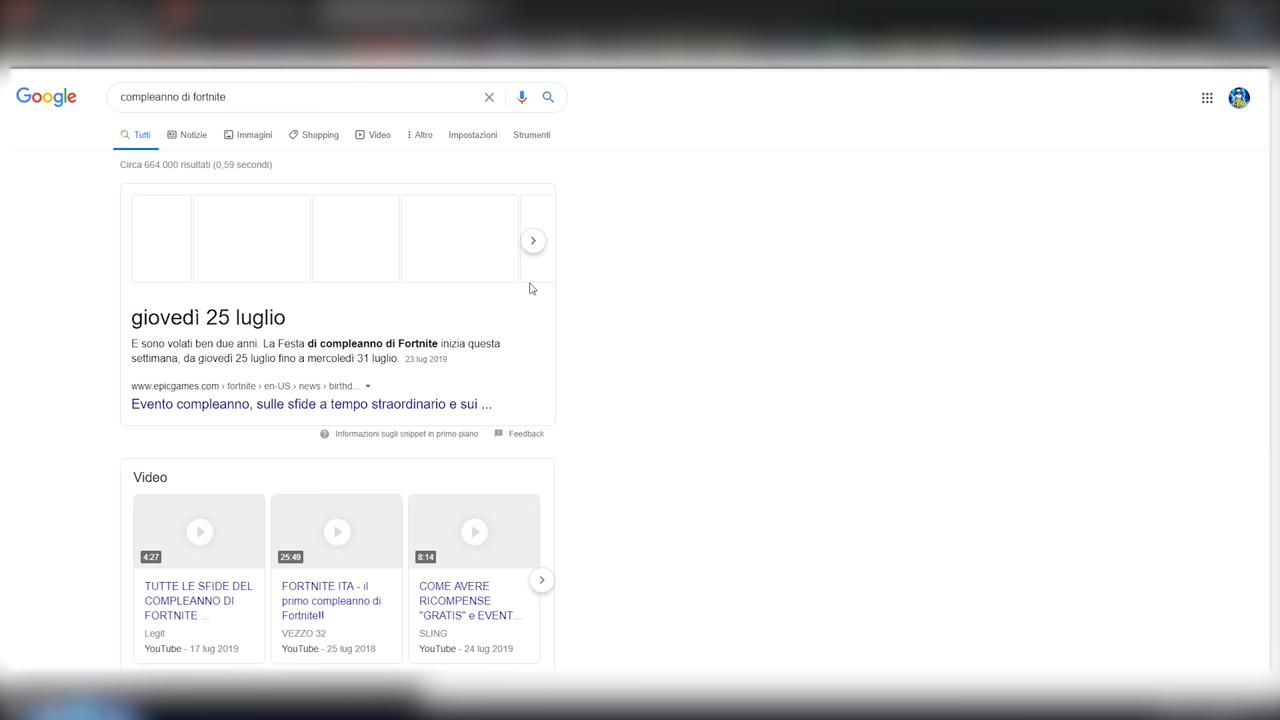 Google
compleanno di fortnite
Tutti Notizie Immagini Shopping Video Altro Impostazioni Strumenti
Circa 664.000 risultati (0,59 secondi)
giovedì 25 luglio
E sono volati ben due anni. La Festa di compleanno di Fortnite inizia questa
settimana, da giovedì 25 luglio fino a mercoledì 31 luglio. 23 lug 2019
www.epicgames.com › fortnite › en-US › news › birthd...
Evento compleanno, sulle sfide a tempo straordinario e sui ...
Informazioni sugli snippet in primo piano Feedback
Video
4:27
25:49
8:14
TUTTE LE SFIDE DEL
COMPLEANNO DI
FORTNITE ...
Legit
YouTube - 17 lug 2019
FORTNITE ITA - il
primo compleanno di
Fortnite!!
VEZZO 32
YouTube - 25 lug 2018
COME AVERE
RICOMPENSE
"GRATIS" e EVENT...
SLING
YouTube - 24 lug 2019